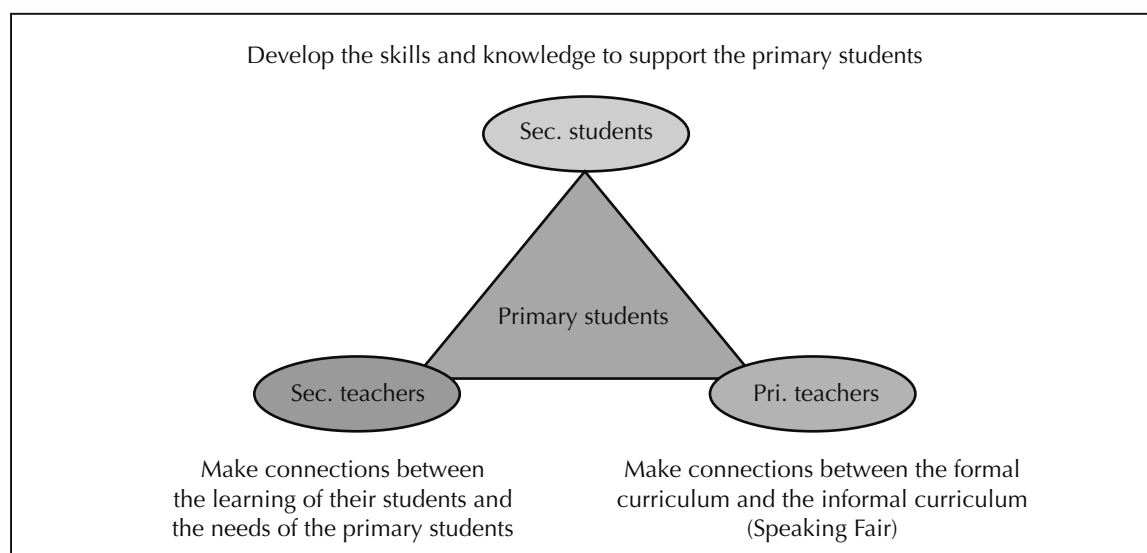 Develop the skills and knowledge to support the primary students
Sec. students
Primary students
Sec. teachers
Pri. teachers
Make connections between
the learning of their students and
the needs of the primary students
Make connections between the formal
curriculum and the informal curriculum
(Speaking Fair)